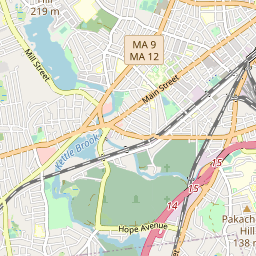 Hill
219 m
Mill Street
MA 9
MA 12
Main Street
Kettle Brook
15
15
14
Hope Avenue
Pakach
Hill
138 m